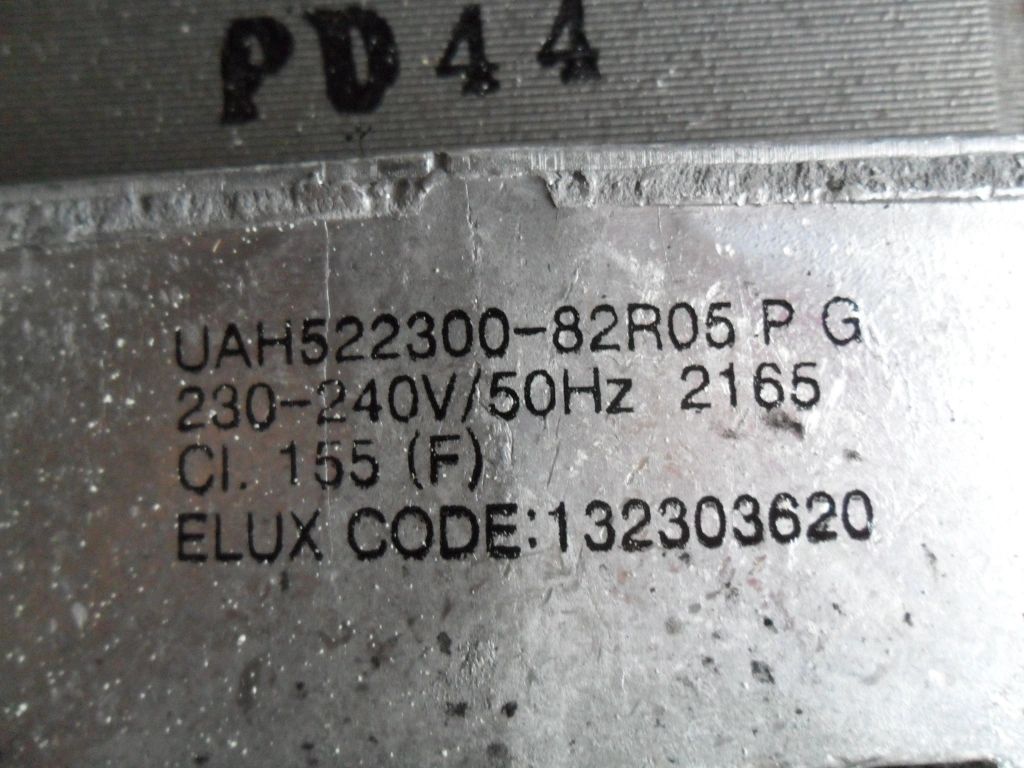 PD44
UAH522300-82R05 P G
230-240V/50Hz 2165
Cl. 155 (F)
ELUX CODE:132303620